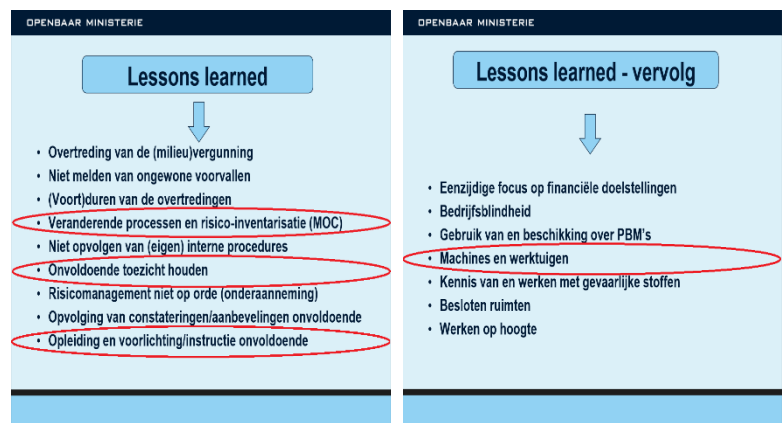 OPENBAAR MINISTERIE
Lessons learned
• Overtreding van de (milieu)vergunning
• Niet melden van ongewone voorvallen
• (Voort)duren van de overtredingen
• Veranderende processen en risico-inventarisatie (MOC)
• Niet opvolgen van (eigen) interne procedures
• Onvoldoende toezicht houden
• Risicomanagement niet op orde (onderaanneming)
• Opvolging van constateringen/aanbevelingen onvoldoende
• Opleiding en voorlichting/instructie onvoldoende
OPENBAAR MINISTERIE
Lessons learned - vervolg
• Eenzijdige focus op financiële doelstellingen
• Bedrijfsblindheid
• Gebruik van en beschikking over PBM's
• Machines en werktuigen
• Kennis van en werken met gevaarlijke stoffen
• Besloten ruimten
• Werken op hoogte